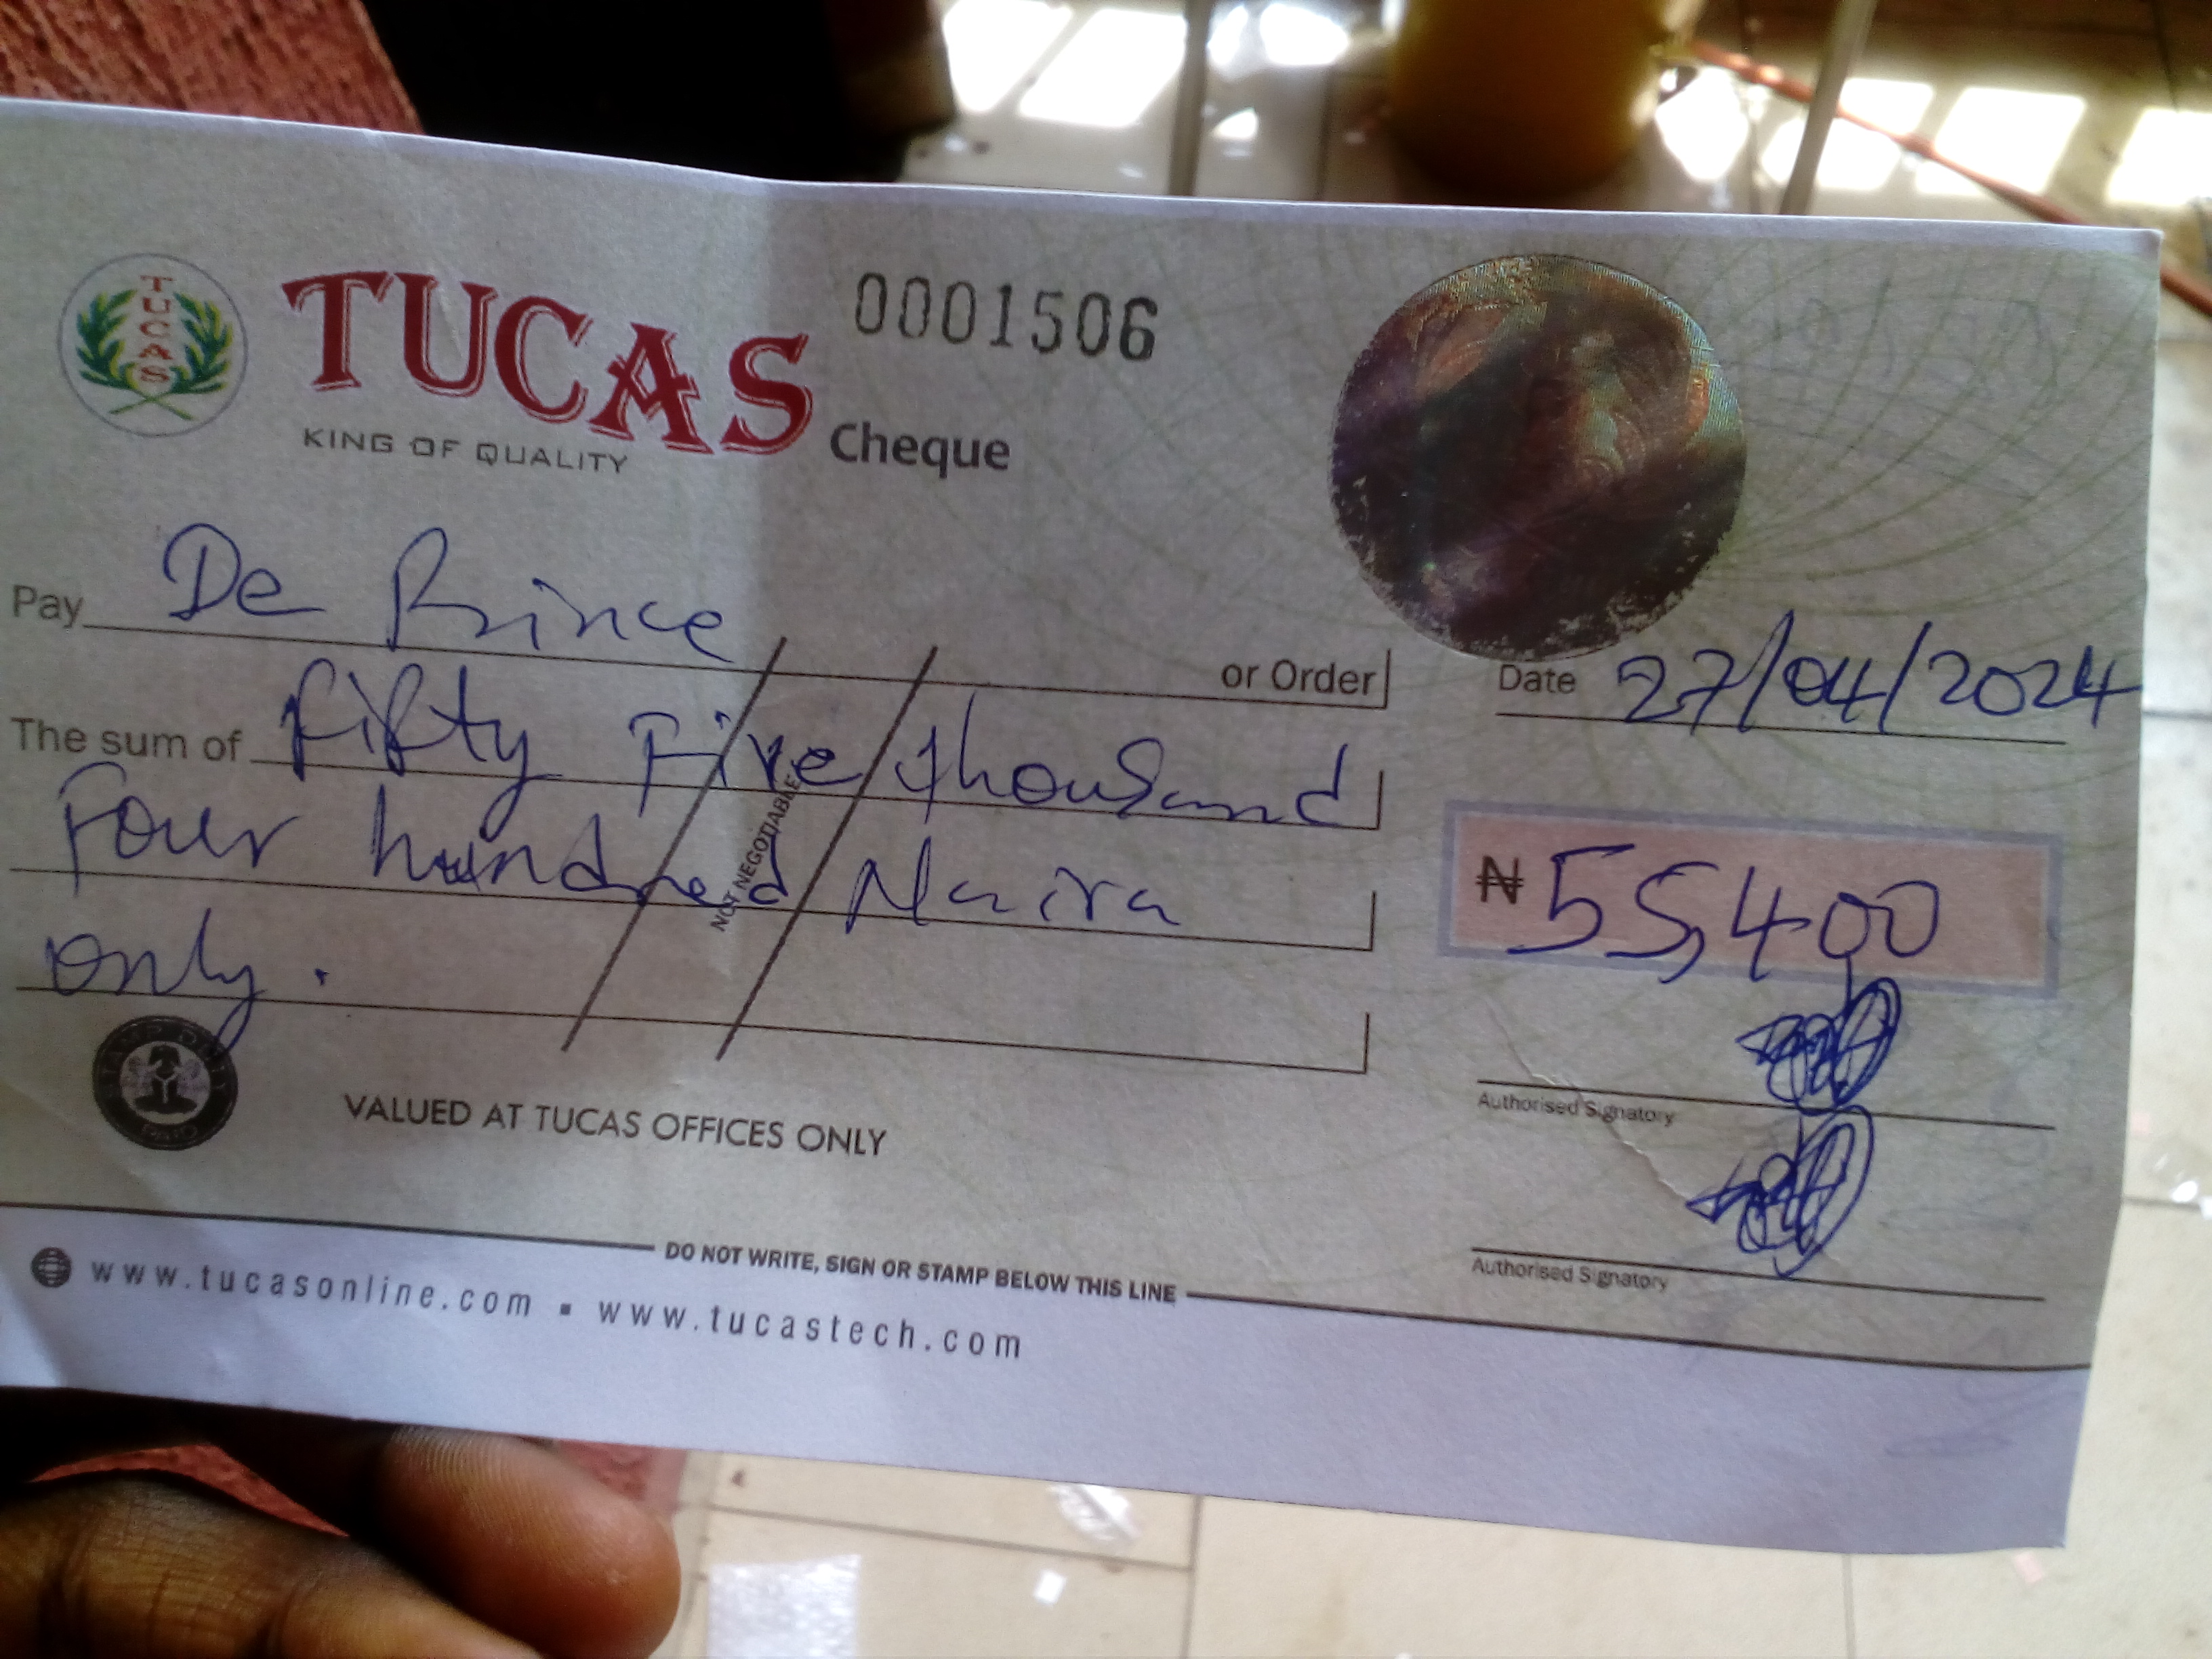 TUCAS
TUCAS
0001506
KING OF QUALITY
Cheque
Pay De Prince or Order
Date 27/04/2024
The sum of Fifty Five thousand
Four hundred Naira
only.
NOT NEGOTIABLE
₦ 55,400
Authorised Signatory
VALUED AT TUCAS OFFICES ONLY
Authorised Signatory
DO NOT WRITE, SIGN OR STAMP BELOW THIS LINE
www.tucasonline.com ▪ www.tucastech.com